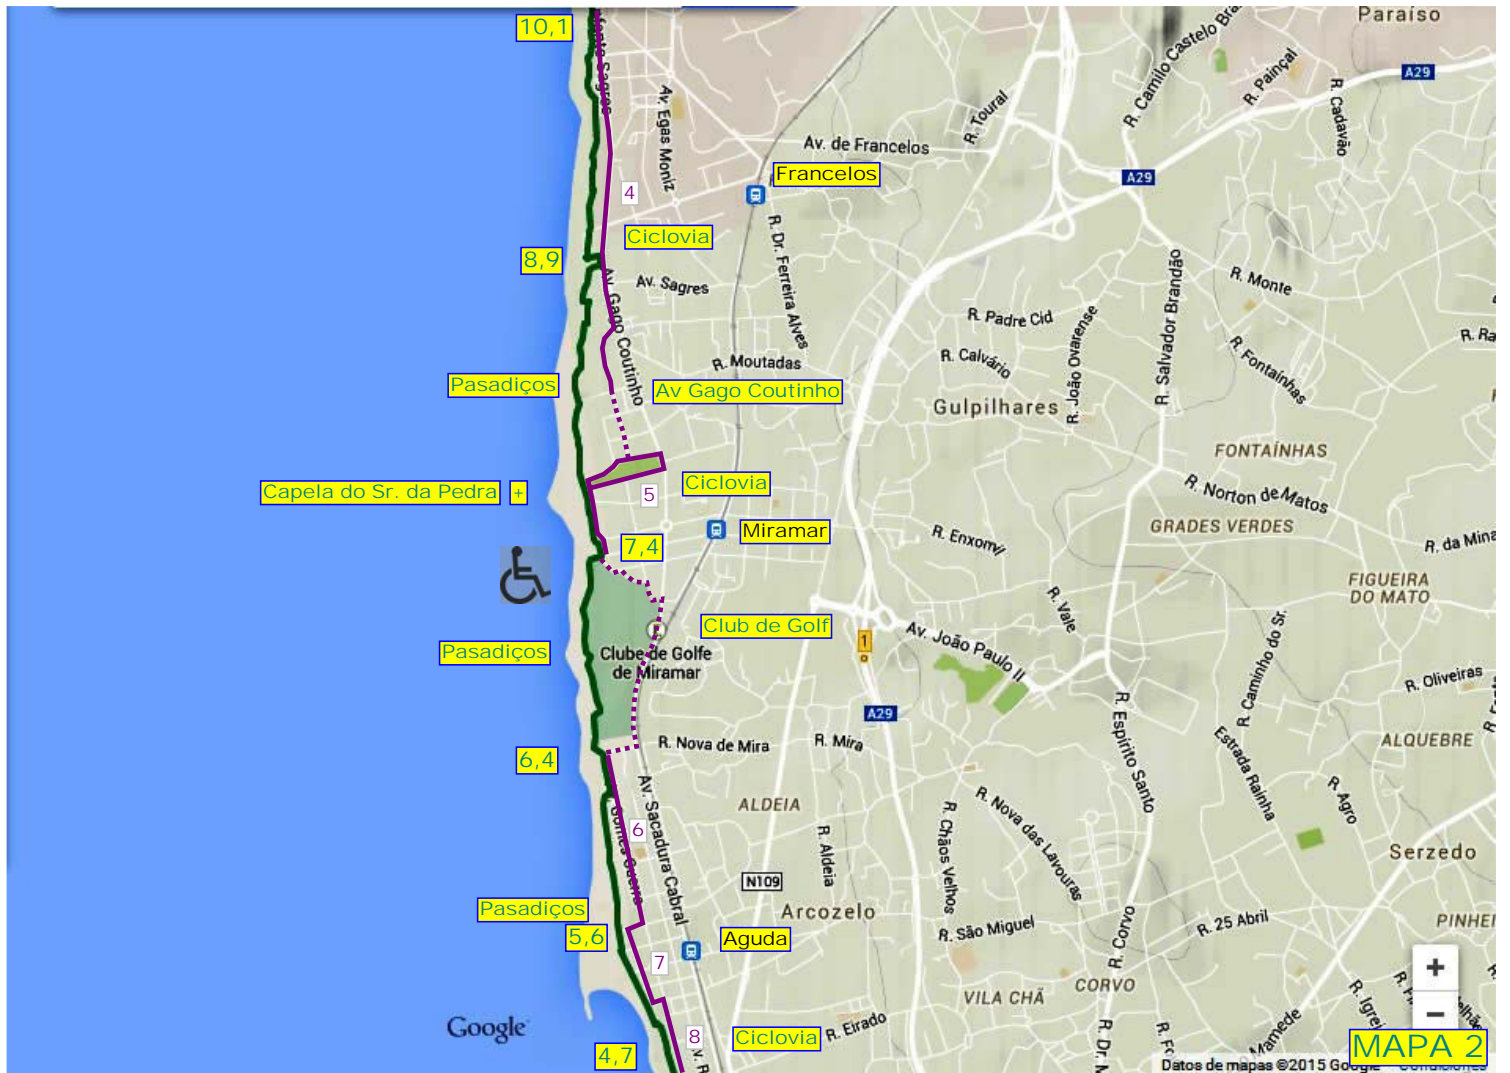 10,1
Paraíso
A29
R. Camilo Castelo
R. Painçal
R. Cadavão
R. Toural
Av. Egas Moniz
Sagres
Av. de Francelos
Francelos
A29
4
Ciclovia
8,9
Av. Sagres
R. Dr. Ferreira Alves
Av. Gago Coutinho
R. Monte
R. Salvador Brandão
R. Padre Cid
R. João Ovarense
R. Calvário
R. Moutadas
R. Fontaínhas
Pasadiços
Av Gago Coutinho
Gulpilhares
FONTAÍNHAS
Capela do Sr. da Pedra
+
Ciclovia
5
R. Norton de Matos
GRADES VERDES
Miramar
7,4
R. da Mina
FIGUEIRA
DO MATO
R. Vale
Club de Golf
Av. João Paulo II
1
Pasadiços
Clube de Golfe
de Miramar
R. Caminho do Sr.
R. Oliveiras
A29
R. Espírito Santo
R. Nova de Mira
R. Mira
ALQUEBRE
Estrada Rainha
6,4
Av. Sacadura Cabral
ALDEIA
R. Nova das Lavouras
R. Agro
6
R. Aldeia
R. Chãos Velhos
Serzedo
N109
Arcozelo
Pasadiços
5,6
Aguda
R. São Miguel
R. Corvo
R. 25 Abril
7
+
VILA CHÃ
CORVO
−
R. Igrej
Google
8
Ciclovia
R. Eirado
R. Dr.
Mamede
4,7
MAPA 2
Datos de mapas ©2015 Google
Condiciones